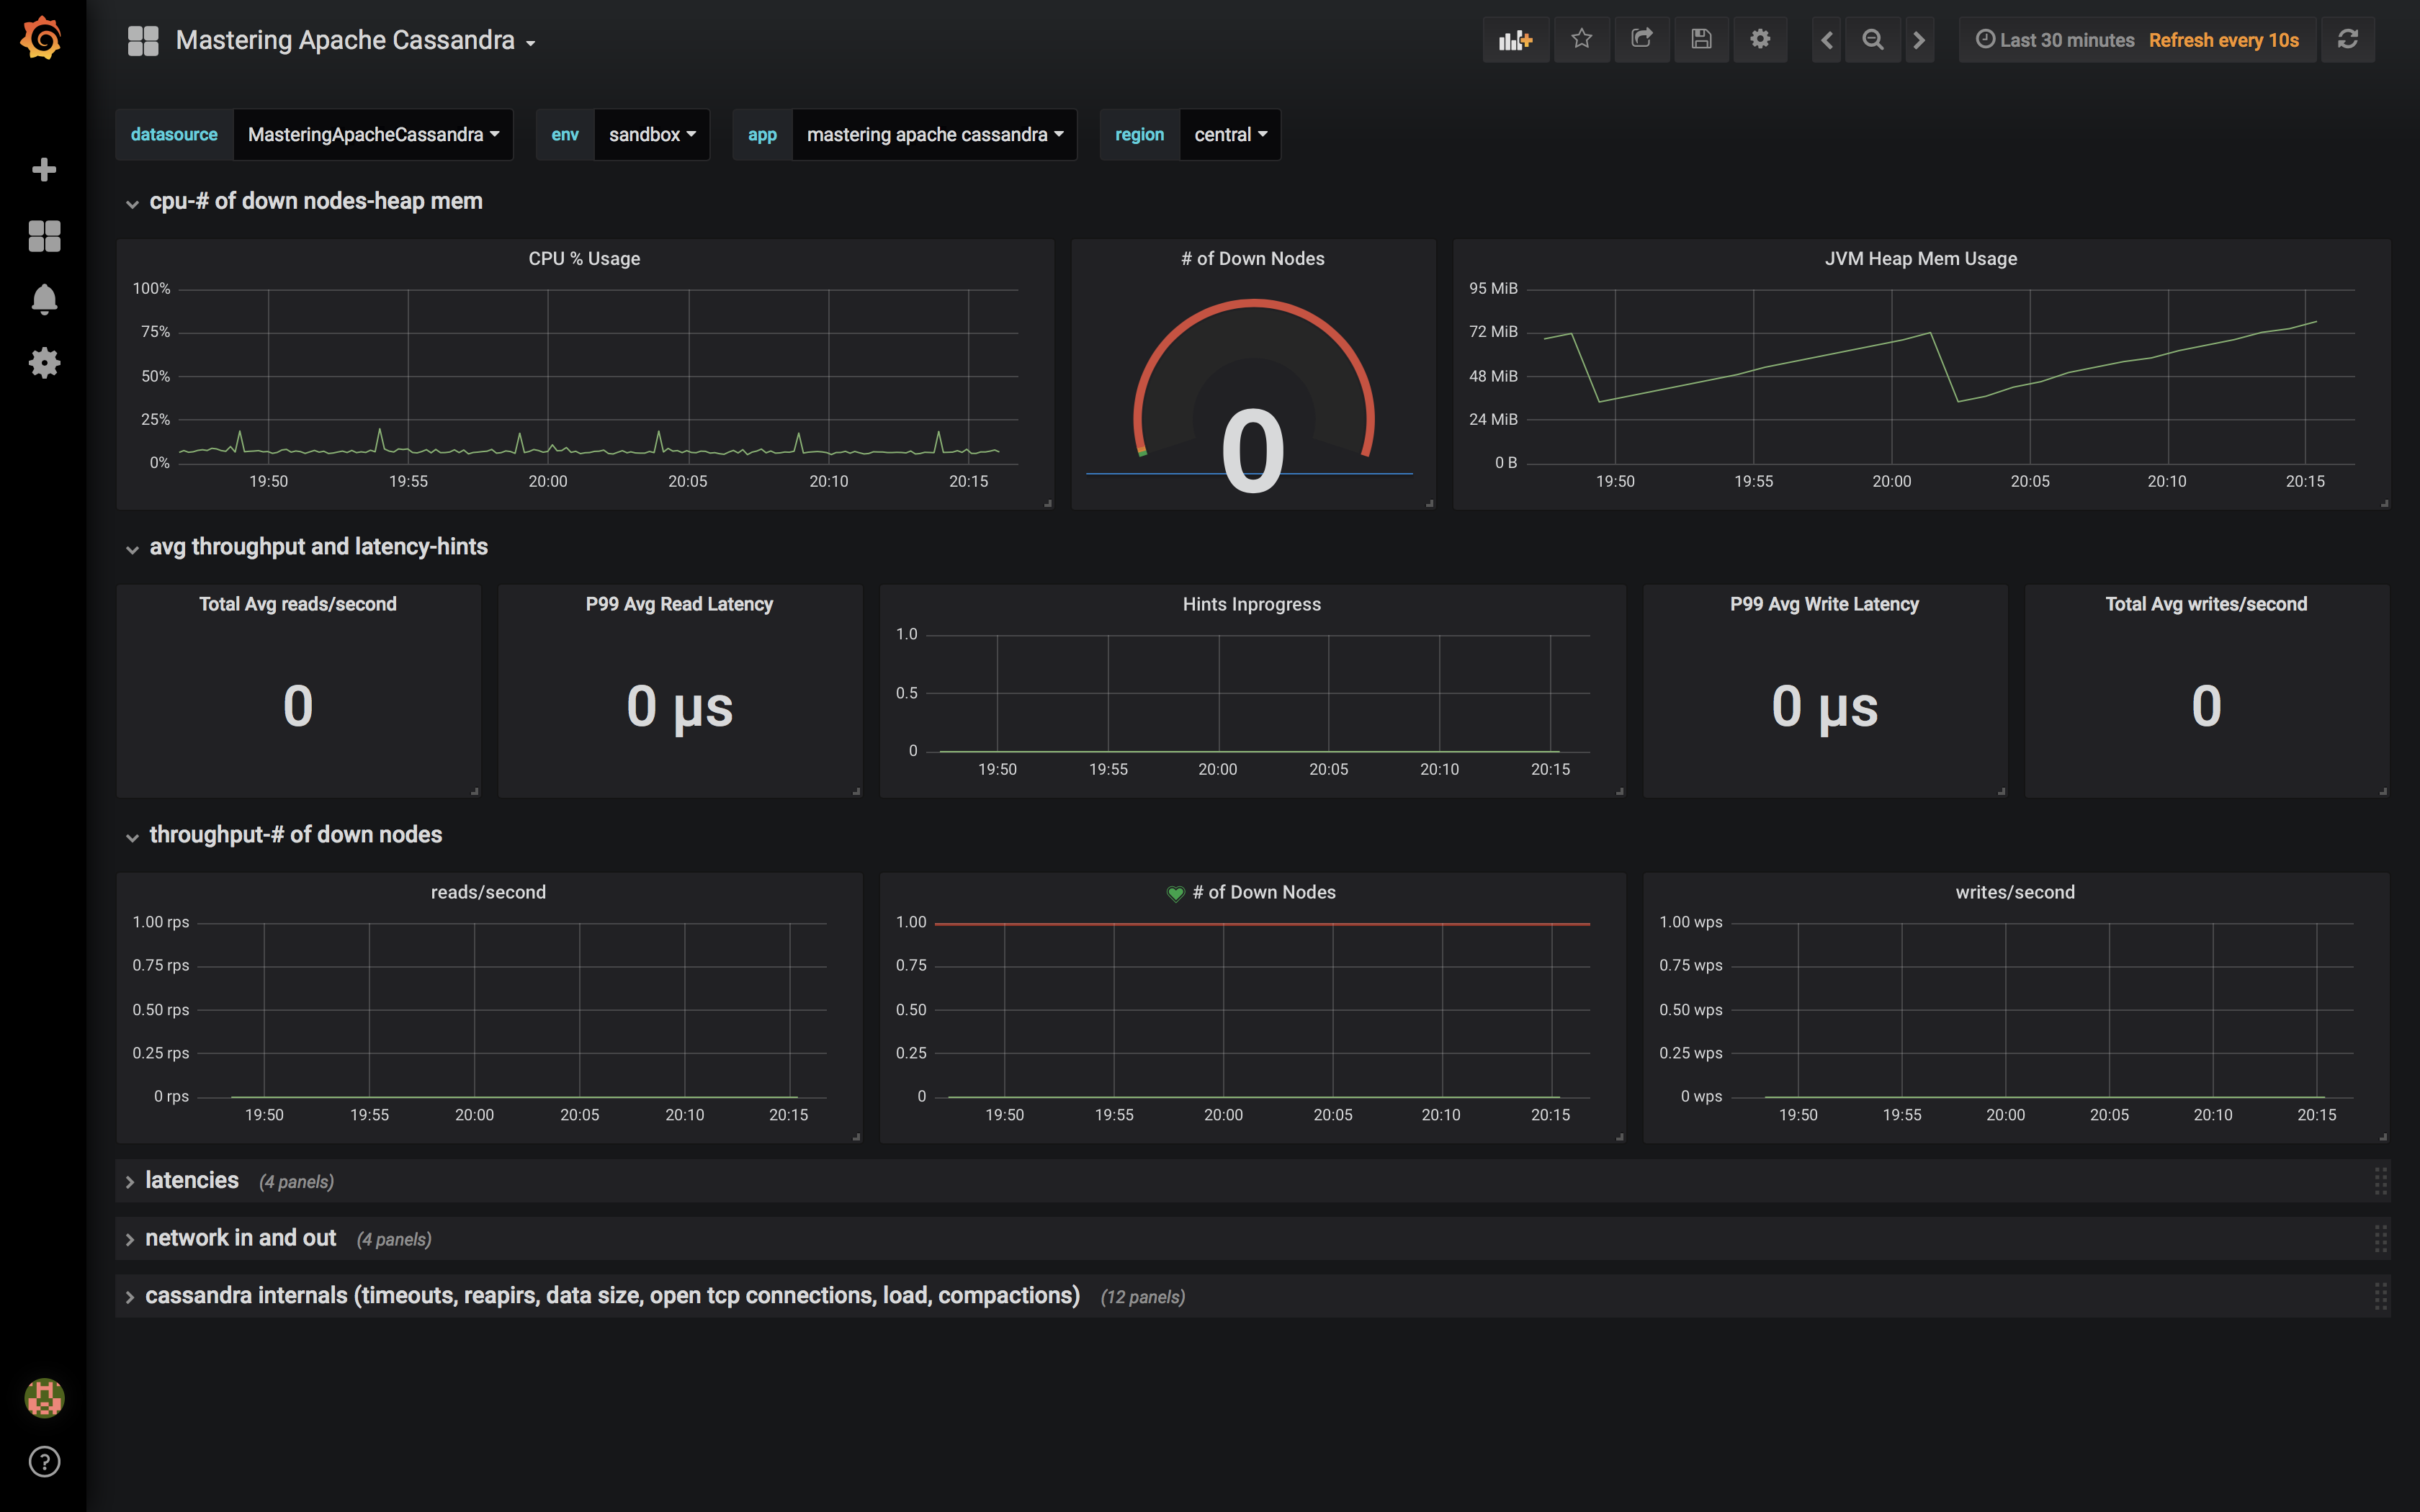 Mastering Apache Cassandra
Last 30 minutes Refresh every 10s
datasource MasteringApacheCassandra env sandbox app mastering apache cassandra region central
cpu-# of down nodes-heap mem
CPU % Usage
100%
75%
50%
25%
0%
19:50 19:55 20:00 20:05 20:10 20:15
# of Down Nodes
0
JVM Heap Mem Usage
95 MiB
72 MiB
48 MiB
24 MiB
0 B
19:50 19:55 20:00 20:05 20:10 20:15
avg throughput and latency-hints
Total Avg reads/second
0
P99 Avg Read Latency
0 µs
Hints Inprogress
1.0
0.5
0
19:50 19:55 20:00 20:05 20:10 20:15
P99 Avg Write Latency
0 µs
Total Avg writes/second
0
throughput-# of down nodes
reads/second
1.00 rps
0.75 rps
0.50 rps
0.25 rps
0 rps
19:50 19:55 20:00 20:05 20:10 20:15
# of Down Nodes
1.00
0.75
0.50
0.25
0
19:50 19:55 20:00 20:05 20:10 20:15
writes/second
1.00 wps
0.75 wps
0.50 wps
0.25 wps
0 wps
19:50 19:55 20:00 20:05 20:10 20:15
latencies (4 panels)
network in and out (4 panels)
cassandra internals (timeouts, reapirs, data size, open tcp connections, load, compactions) (12 panels)
?